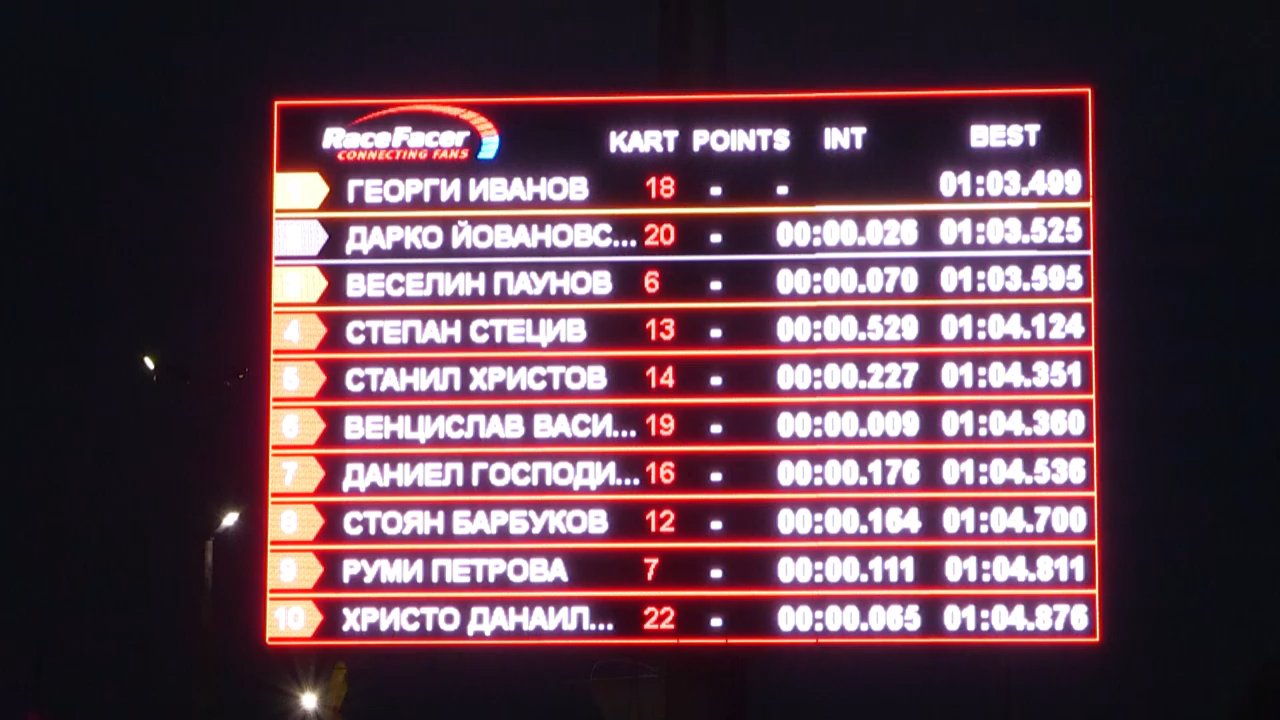 RaceFacer KART POINTS INT BEST
CONNECTING FANS
ГЕОРГИ ИВАНОВ 18 - - 01:03.499
ДАРКО ЙОВАНОВС... 20 - 00:00.026 01:03.525
ВЕСЕЛИН ПАУНОВ 6 - 00:00.070 01:03.595
4 СТЕПАН СТЕЦИВ 13 - 00:00.529 01:04.124
5 СТАНИЛ ХРИСТОВ 14 - 00:00.227 01:04.351
6 ВЕНЦИСЛАВ ВАСИ... 19 - 00:00.009 01:04.360
7 ДАНИЕЛ ГОСПОДИ... 16 - 00:00.176 01:04.536
8 СТОЯН БАРБУКОВ 12 - 00:00.164 01:04.700
9 РУМИ ПЕТРОВА 7 - 00:00.111 01:04.811
10 ХРИСТО ДАНАИЛ... 22 - 00:00.065 01:04.876